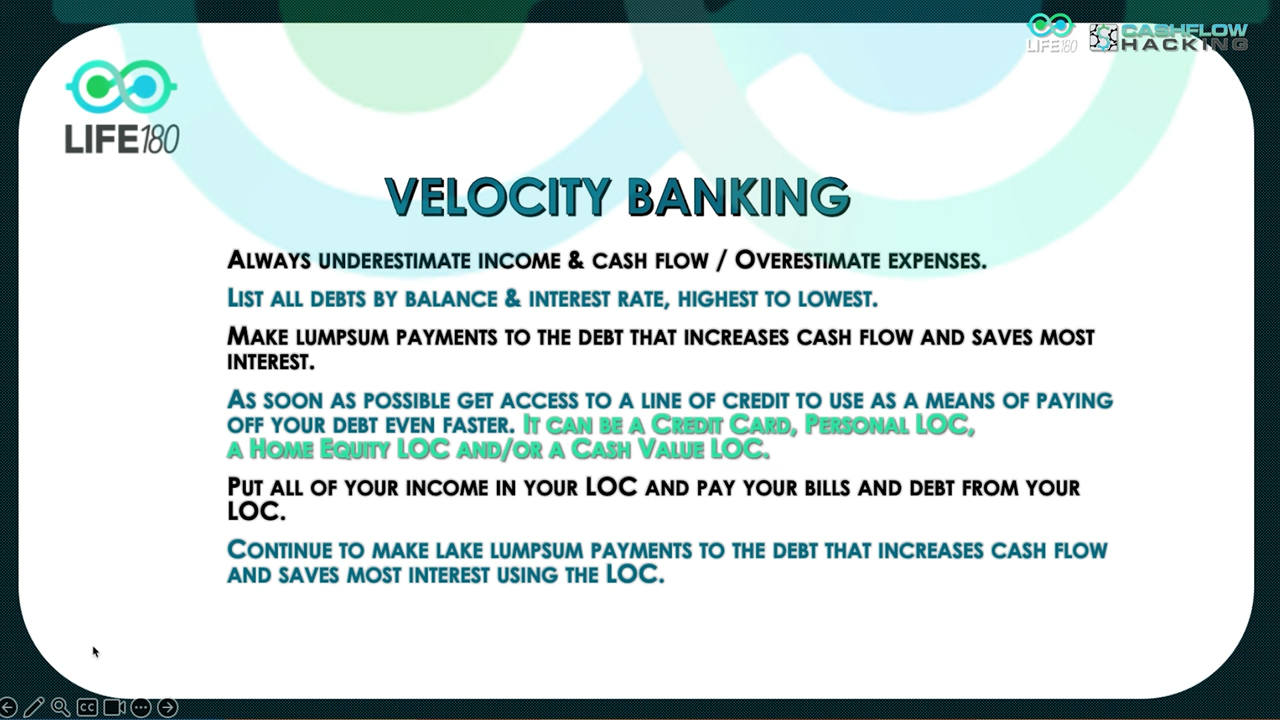 LIFE180
CASHFLOW
HACKING
LIFE180
VELOCITY BANKING
ALWAYS UNDERESTIMATE INCOME & CASH FLOW / OVERESTIMATE EXPENSES.
LIST ALL DEBTS BY BALANCE & INTEREST RATE, HIGHEST TO LOWEST.
MAKE LUMPSUM PAYMENTS TO THE DEBT THAT INCREASES CASH FLOW AND SAVES MOST
INTEREST.
AS SOON AS POSSIBLE GET ACCESS TO A LINE OF CREDIT TO USE AS A MEANS OF PAYING
OFF YOUR DEBT EVEN FASTER. IT CAN BE A CREDIT CARD, PERSONAL LOC,
A HOME EQUITY LOC AND/OR A CASH VALUE LOC.
PUT ALL OF YOUR INCOME IN YOUR LOC AND PAY YOUR BILLS AND DEBT FROM YOUR
LOC.
CONTINUE TO MAKE LAKE LUMPSUM PAYMENTS TO THE DEBT THAT INCREASES CASH FLOW
AND SAVES MOST INTEREST USING THE LOC.
CC